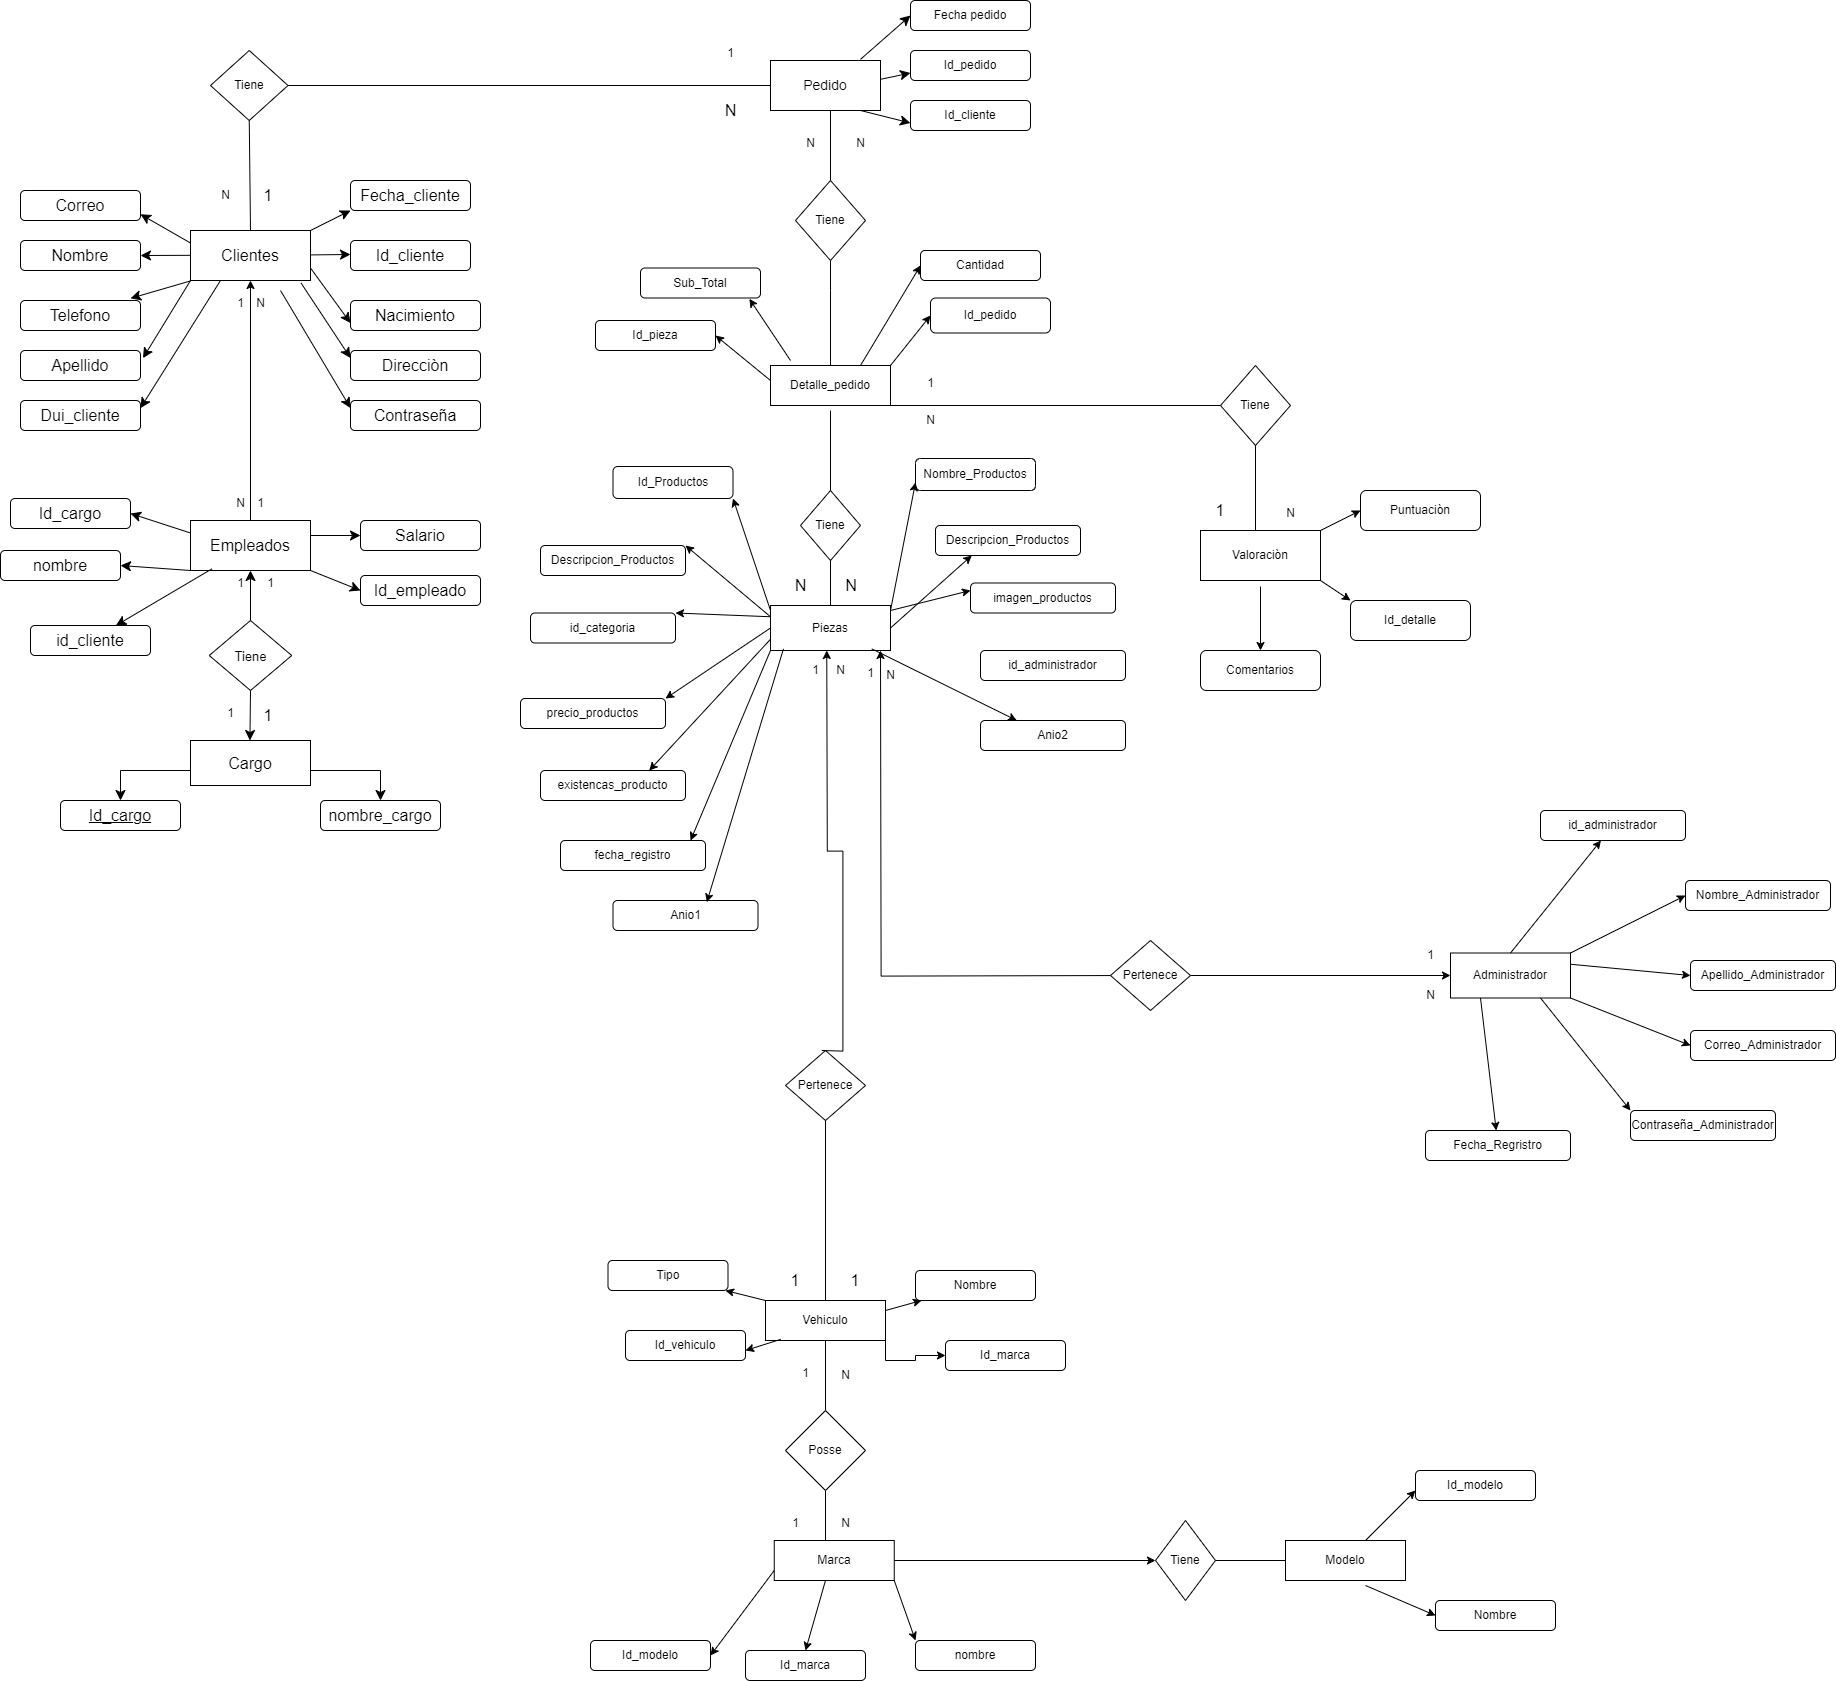 Fecha pedido
1
Id_pedido
Tiene
Pedido
N
Id_cliente
N
N
N
1
Fecha_cliente
Correo
Tiene
Nombre
Clientes
Id_cliente
Cantidad
Sub_Total
1
N
Telefono
Nacimiento
Id_pedido
Id_pieza
Apellido
Direcciòn
Detalle_pedido
1
Tiene
Dui_cliente
Contraseña
N
Nombre_Productos
Id_Productos
N
1
Id_cargo
1
N
Puntuaciòn
Salario
Tiene
Empleados
Descripcion_Productos
Descripcion_Productos
Valoraciòn
nombre
1
1
N
N
Id_empleado
imagen_productos
id_categoria
Id_detalle
id_cliente
Piezas
Tiene
id_administrador
1
N
1
N
Comentarios
1
1
precio_productos
Anio2
Cargo
existencas_producto
Id_cargo
nombre_cargo
id_administrador
fecha_registro
Nombre_Administrador
Anio1
1
Pertenece
Administrador
Apellido_Administrador
N
Correo_Administrador
Pertenece
Contraseña_Administrador
Fecha_Regristro
Tipo
1
1
Nombre
Vehiculo
Id_vehiculo
Id_marca
1
N
Posse
Id_modelo
1
N
Marca
Tiene
Modelo
Nombre
Id_modelo
Id_marca
nombre